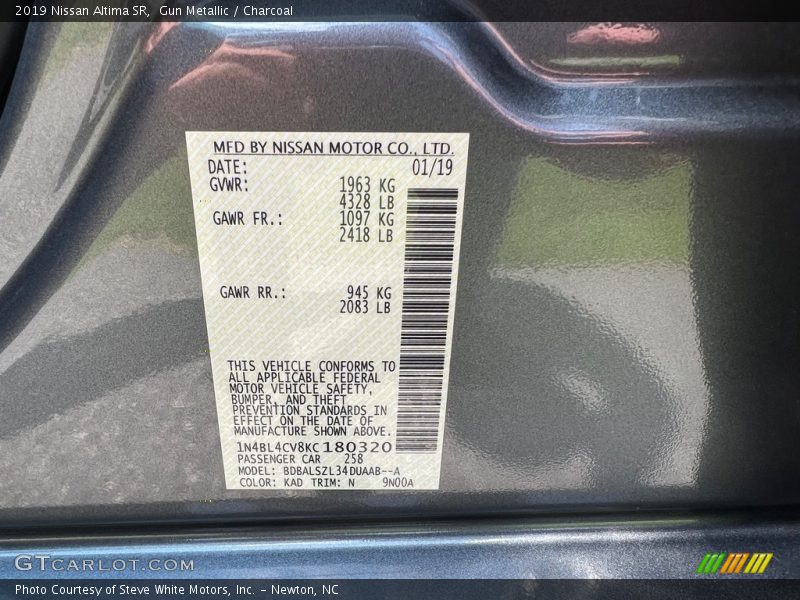 2019 Nissan Altima SR,  Gun Metallic / Charcoal
MFD BY NISSAN MOTOR CO., LTD.
DATE: 01/19
GVWR: 1963 KG
4328 LB
GAWR FR.: 1097 KG
2418 LB
GAWR RR.: 945 KG
2083 LB
THIS VEHICLE CONFORMS TO
ALL APPLICABLE FEDERAL
MOTOR VEHICLE SAFETY,
BUMPER, AND THEFT
PREVENTION STANDARDS IN
EFFECT ON THE DATE OF
MANUFACTURE SHOWN ABOVE.
1N4BL4CV8KC180320
PASSENGER CAR 258
MODEL: BDBALSZL34DUAAB--A
COLOR: KAD TRIM: N 9N00A
GTCARLOT.COM
Photo Courtesy of Steve White Motors, Inc. – Newton, NC